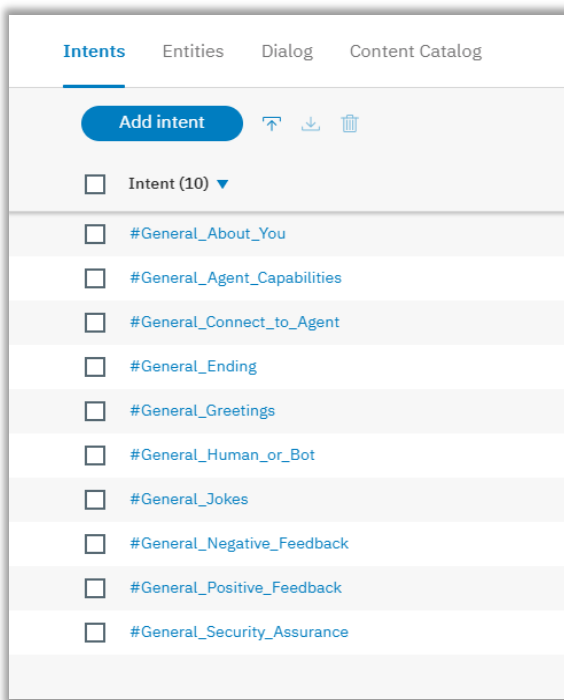 Intents Entities Dialog Content Catalog
Add intent
Intent (10)
#General_About_You
#General_Agent_Capabilities
#General_Connect_to_Agent
#General_Ending
#General_Greetings
#General_Human_or_Bot
#General_Jokes
#General_Negative_Feedback
#General_Positive_Feedback
#General_Security_Assurance